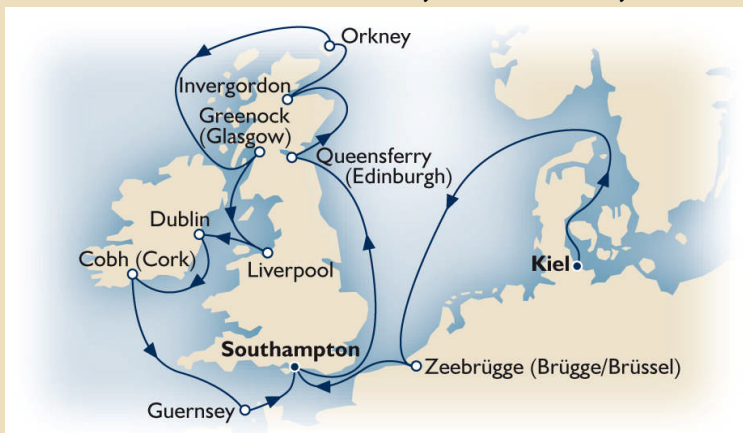 Orkney
Invergordon
Greenock
(Glasgow)
Queensferry
(Edinburgh)
Dublin
Cobh (Cork)
Liverpool
Kiel
Southampton
Zeebrügge (Brügge/Brüssel)
Guernsey